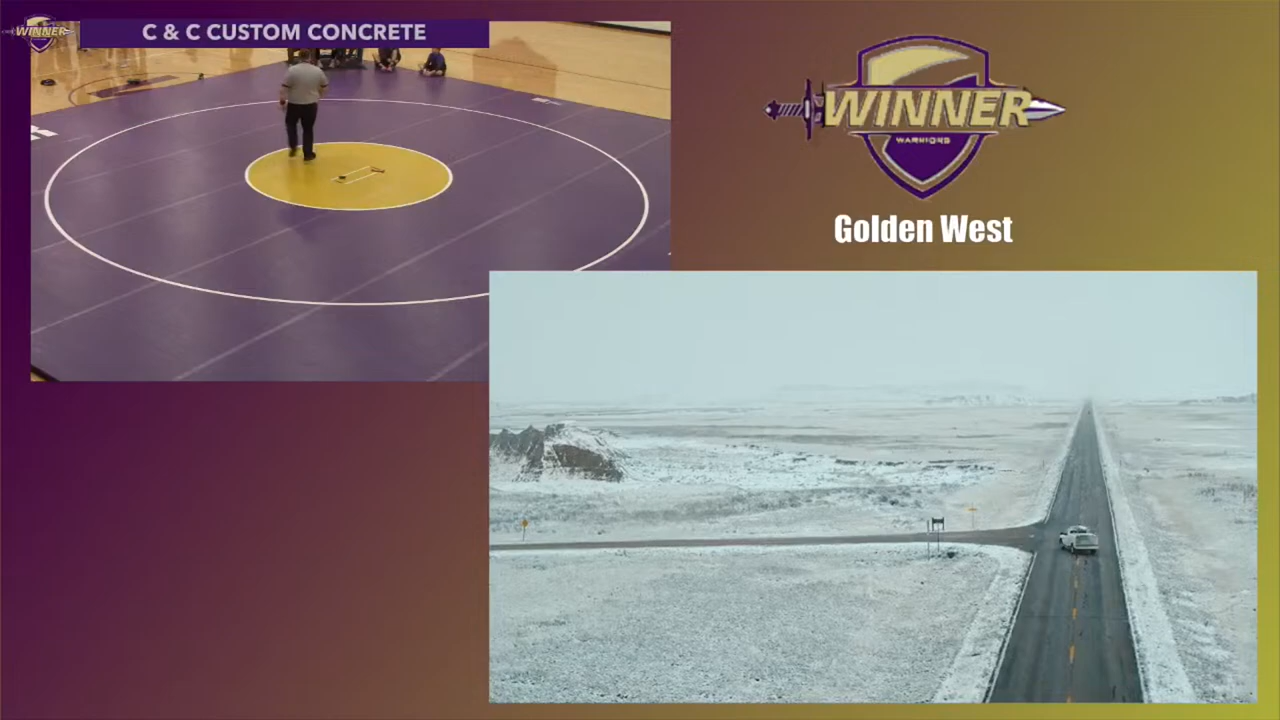 WINNER
C & C CUSTOM CONCRETE
WINNER
WARRIORS
Golden West